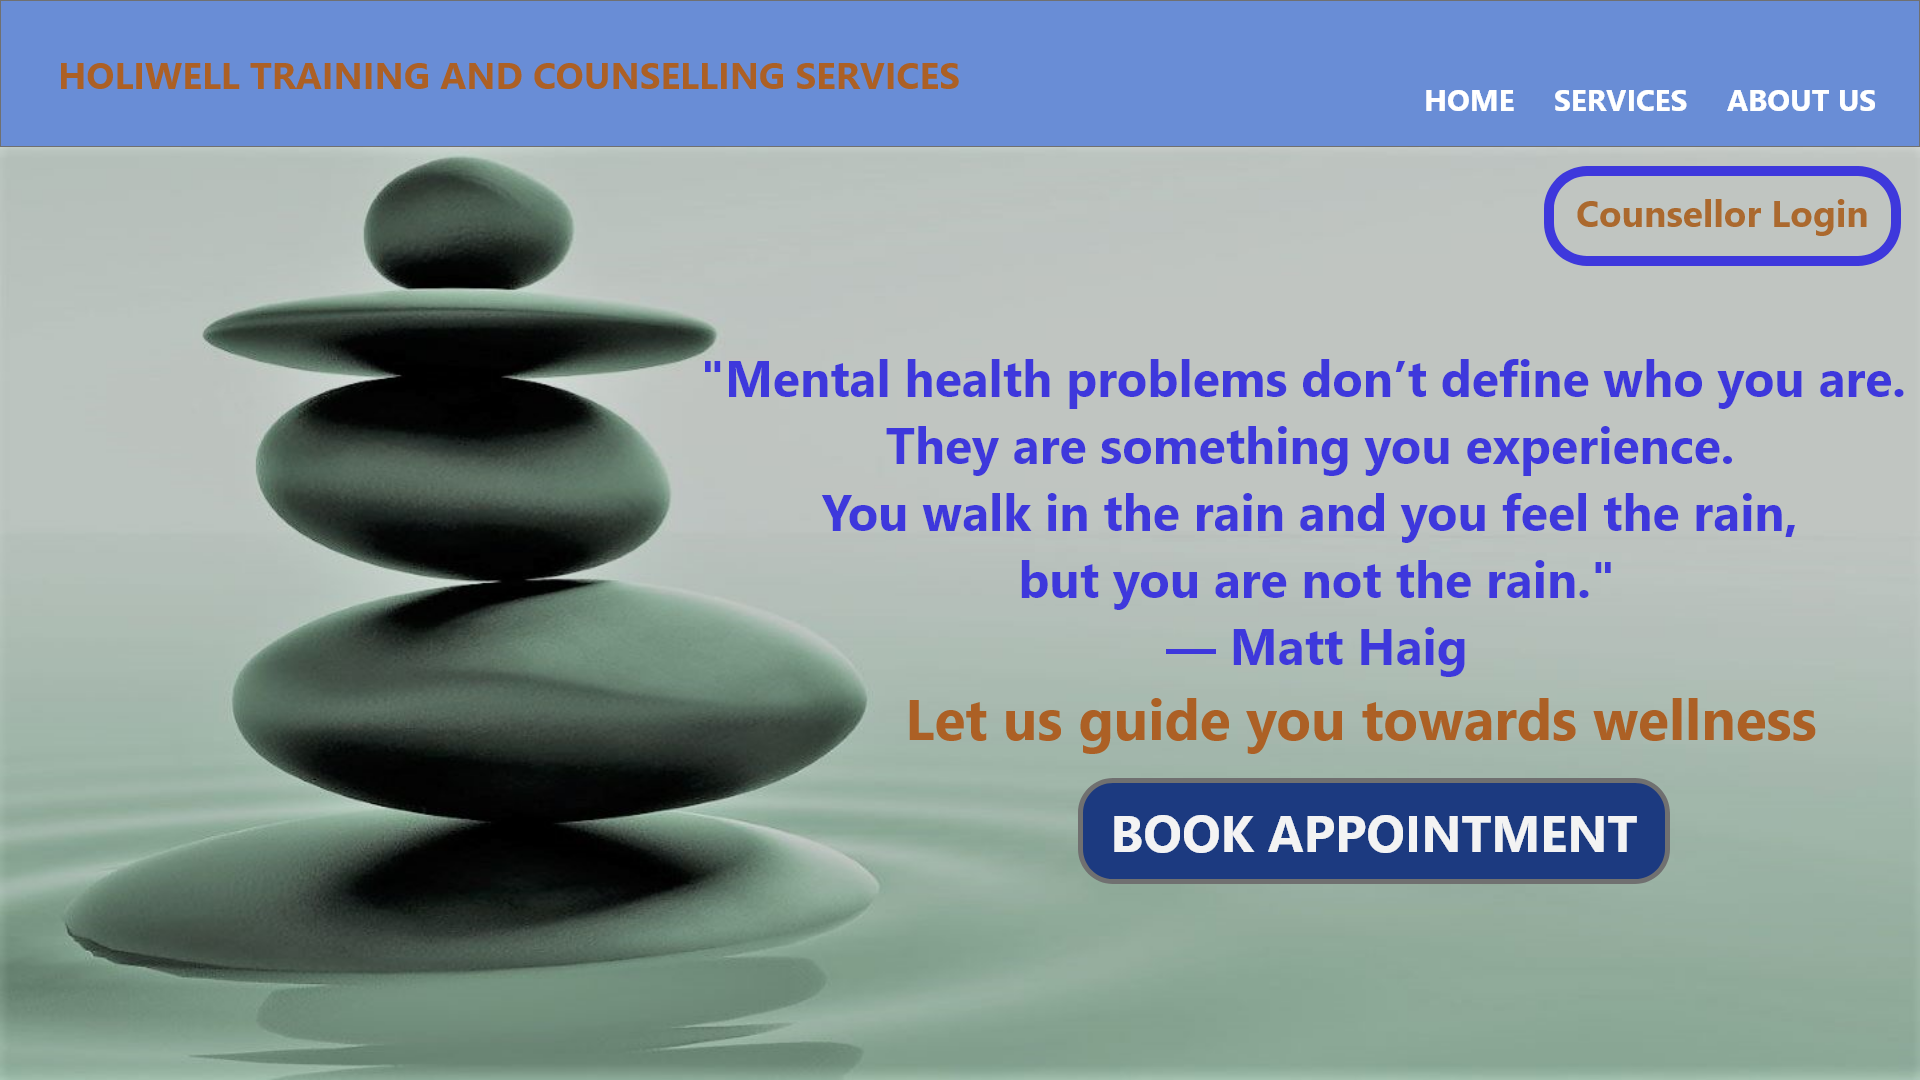 HOLIWELL TRAINING AND COUNSELLING SERVICES
HOME SERVICES ABOUT US
Counsellor Login
"Mental health problems don’t define who you are.
They are something you experience.
You walk in the rain and you feel the rain,
but you are not the rain."
— Matt Haig
Let us guide you towards wellness
BOOK APPOINTMENT